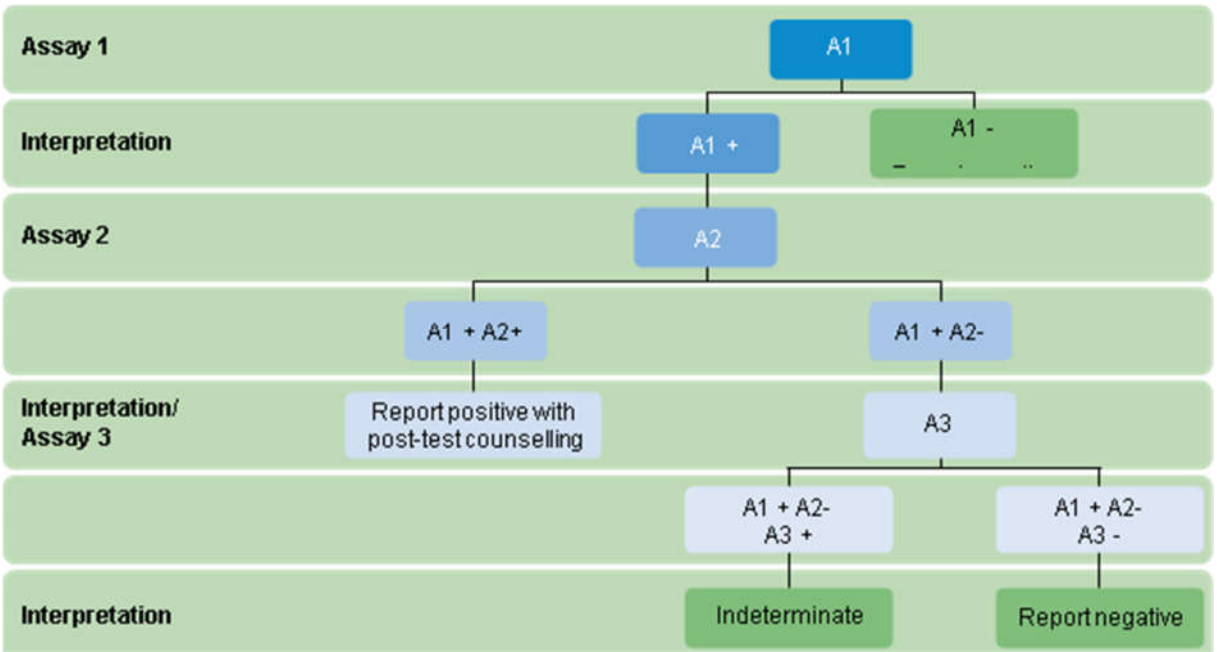 Assay 1
A1
Interpretation
A1 +
A1 -
Assay 2
A2
A1 + A2+
A1 + A2-
Interpretation/
Assay 3
Report positive with
post-test counselling
A3
A1 + A2-
A3 +
A1 + A2-
A3 -
Interpretation
Indeterminate
Report negative